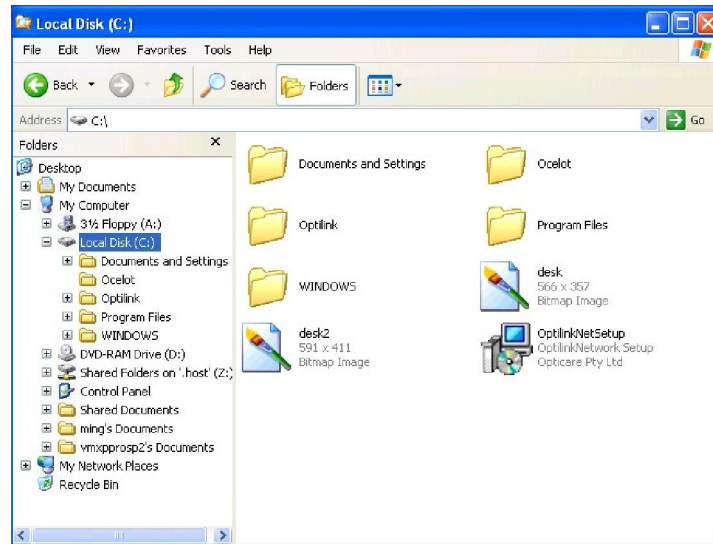 Local Disk (C:)
File Edit View Favorites Tools Help
Back Search Folders
Address C:\ Go
Folders
Desktop
My Documents
My Computer
3½ Floppy (A:)
Local Disk (C:)
Documents and Settings
Ocelot
Optilink
Program Files
WINDOWS
DVD-RAM Drive (D:)
Shared Folders on '.host' (Z:)
Control Panel
Shared Documents
ming's Documents
vmxpprosp2's Documents
My Network Places
Recycle Bin
Documents and Settings
Ocelot
Optilink
Program Files
WINDOWS
desk
566 x 357
Bitmap Image
desk2
591 x 411
Bitmap Image
OptilinkNetSetup
OptilinkNetwork Setup
Opticare Pty Ltd